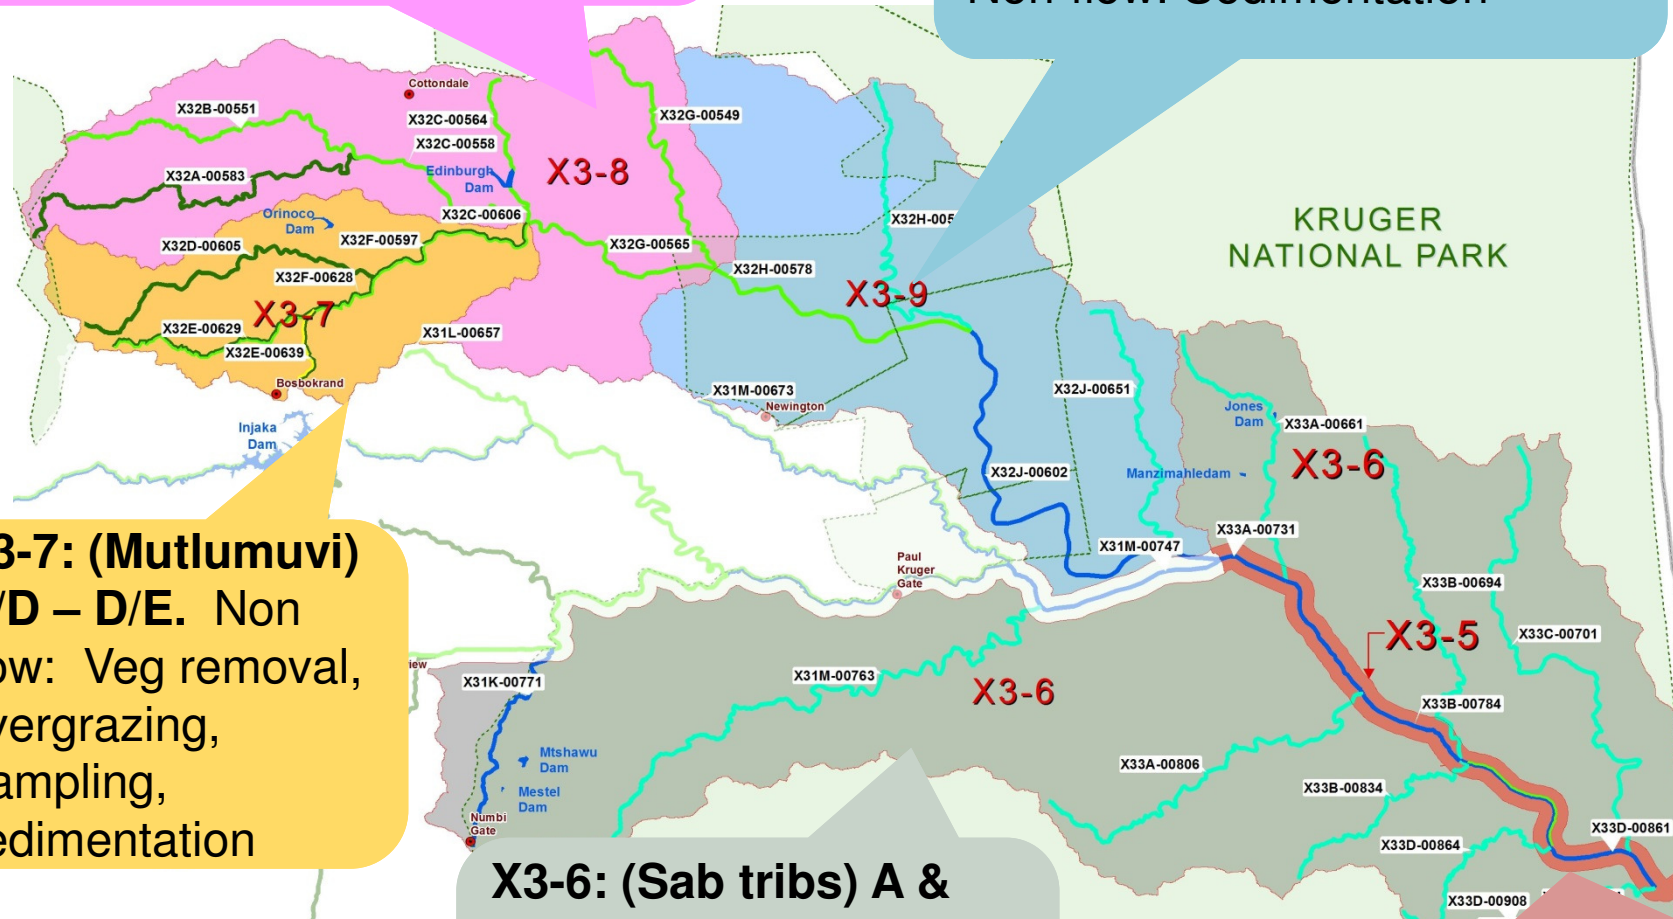 Cottondale
X32B-00551
X32C-00564
X32G-00549
X32C-00558
X3-8
X32A-00583
Edinburgh
Dam
Orinoco
Dam
X32C-00606
X32H-005
KRUGER
NATIONAL PARK
X32D-00605
X32F-00597
X32G-00565
X32F-00628
X32H-00578
X3-9
X3-7
X32E-00629
X31L-00657
X32E-00639
Bosbokrand
X31M-00673
Newington
X32J-00651
Jones
Dam
X33A-00661
Injaka
Dam
X3-6
X32J-00602
Manzimahledam
X33A-00731
X31M-00747
3-7: (Mutlumuvi)
/D – D/E. Non
ow: Veg removal,
vergrazing,
ampling,
edimentation
Paul
Kruger
Gate
X33B-00694
X3-5
X33C-00701
iew
X31K-00771
X31M-00763
X3-6
X33B-00784
Mtshawu
Dam
X33A-00806
Mestel
Dam
X33B-00834
Numbi
Gate
X33D-00861
X33D-00864
X3-6: (Sab tribs) A &
X33D-00908